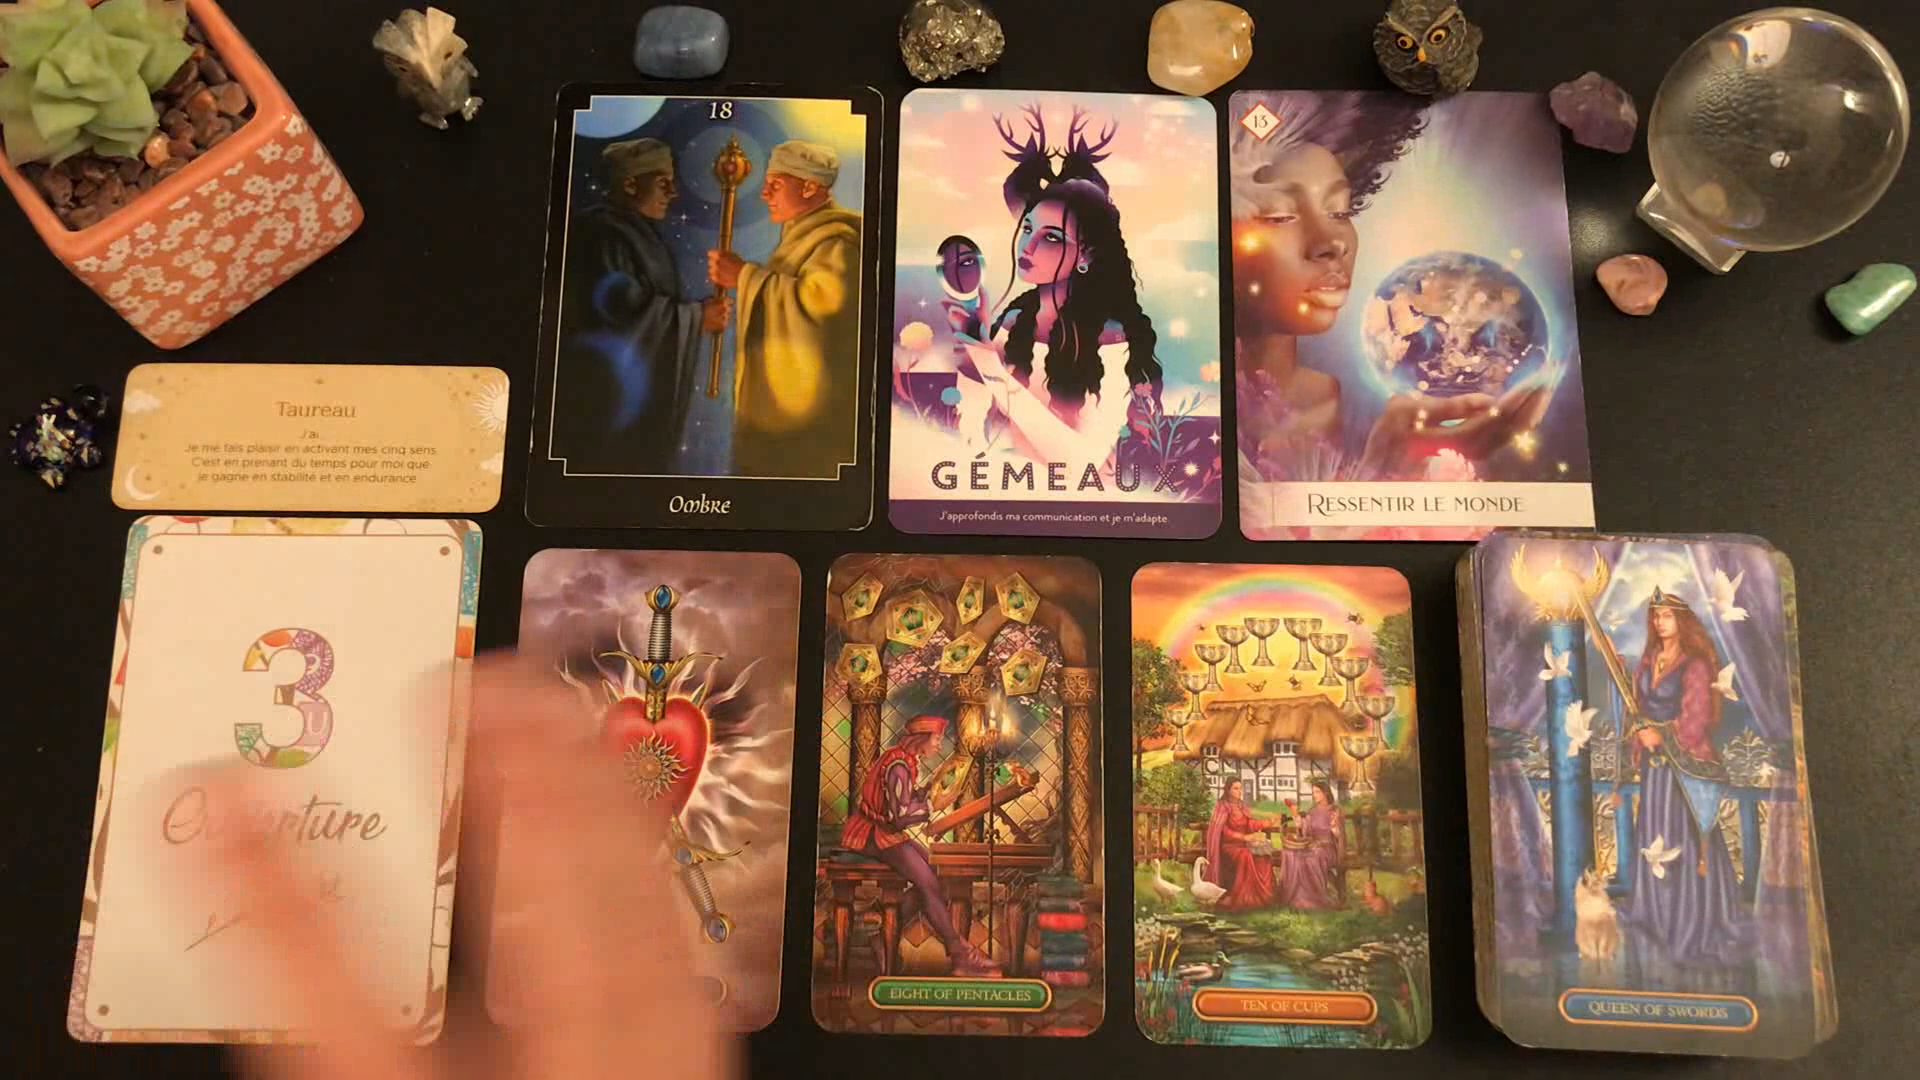 18
Ombre
GÉMEAUX
J'approfondis ma communication et je m'adapte.
13
RESSENTIR LE MONDE
Taureau
J'ai...
Je me fais plaisir en activant mes cinq sens.
C'est en prenant du temps pour moi que
je gagne en stabilité et en endurance
3
Ouverture
EIGHT OF PENTACLES
TEN OF CUPS
QUEEN OF SWORDS